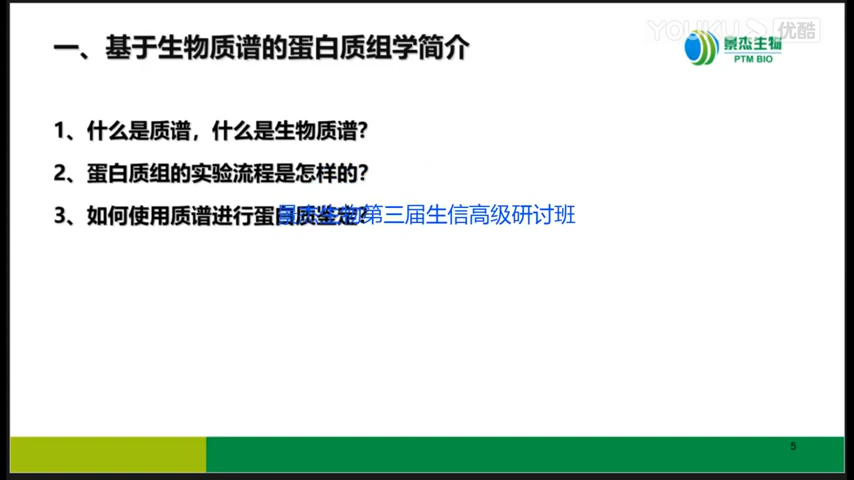 一、基于生物质谱的蛋白质组学简介
YOUKU 优酷
景杰生物
PTM BIO
1、什么是质谱，什么是生物质谱?
2、蛋白质组的实验流程是怎样的?
3、如何使用质谱进行蛋白质鉴定?
景杰生物第三届生信高级研讨班
5